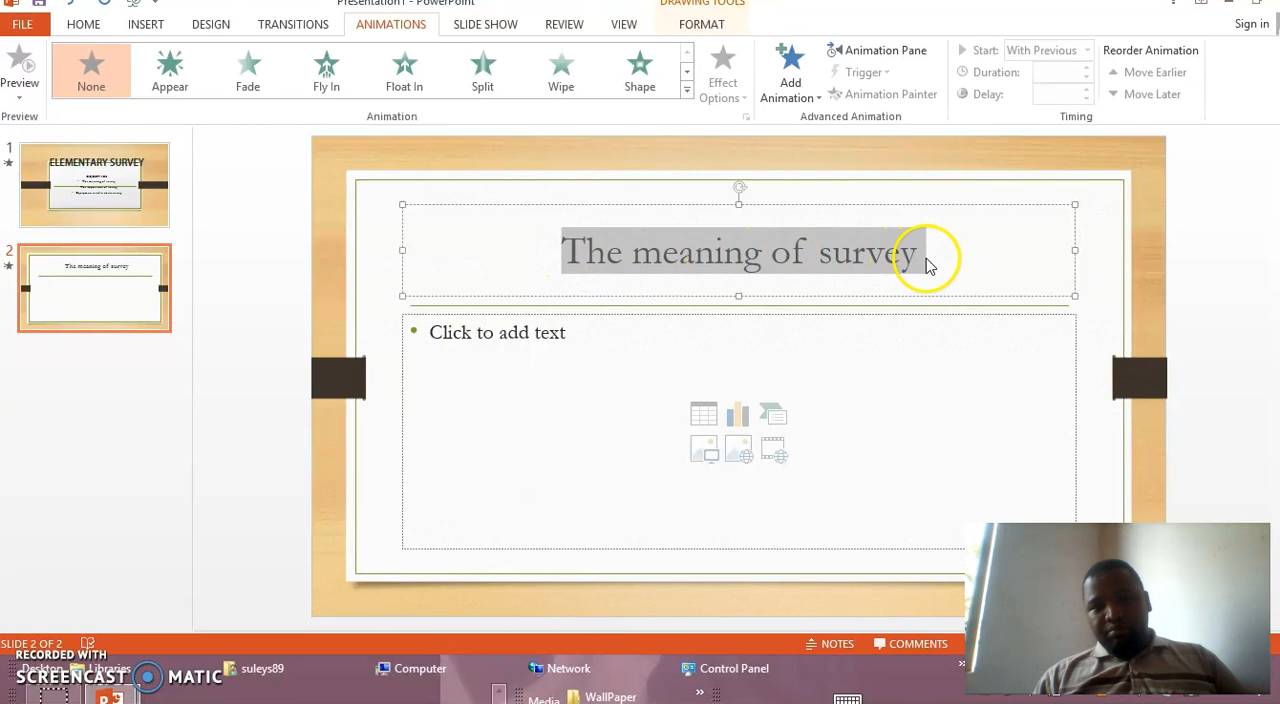 Presentation1 - PowerPoint
DRAWING TOOLS
FILE HOME INSERT DESIGN TRANSITIONS ANIMATIONS SLIDE SHOW REVIEW VIEW FORMAT Sign in
Preview
Preview
None Appear Fade Fly In Float In Split Wipe Shape
Animation
Effect
Options
Add
Animation
Animation Pane
Trigger
Animation Painter
Advanced Animation
Start: With Previous
Duration:
Delay:
Timing
Reorder Animation
Move Earlier
Move Later
1
ELEMENTARY SURVEY
2
The meaning of survey
The meaning of survey
Click to add text
SLIDE 2 OF 2
NOTES COMMENTS
RECORDED WITH
SCREENCAST MATIC
Desktop Libraries suleys89 Computer Network Control Panel
Media WallPaper